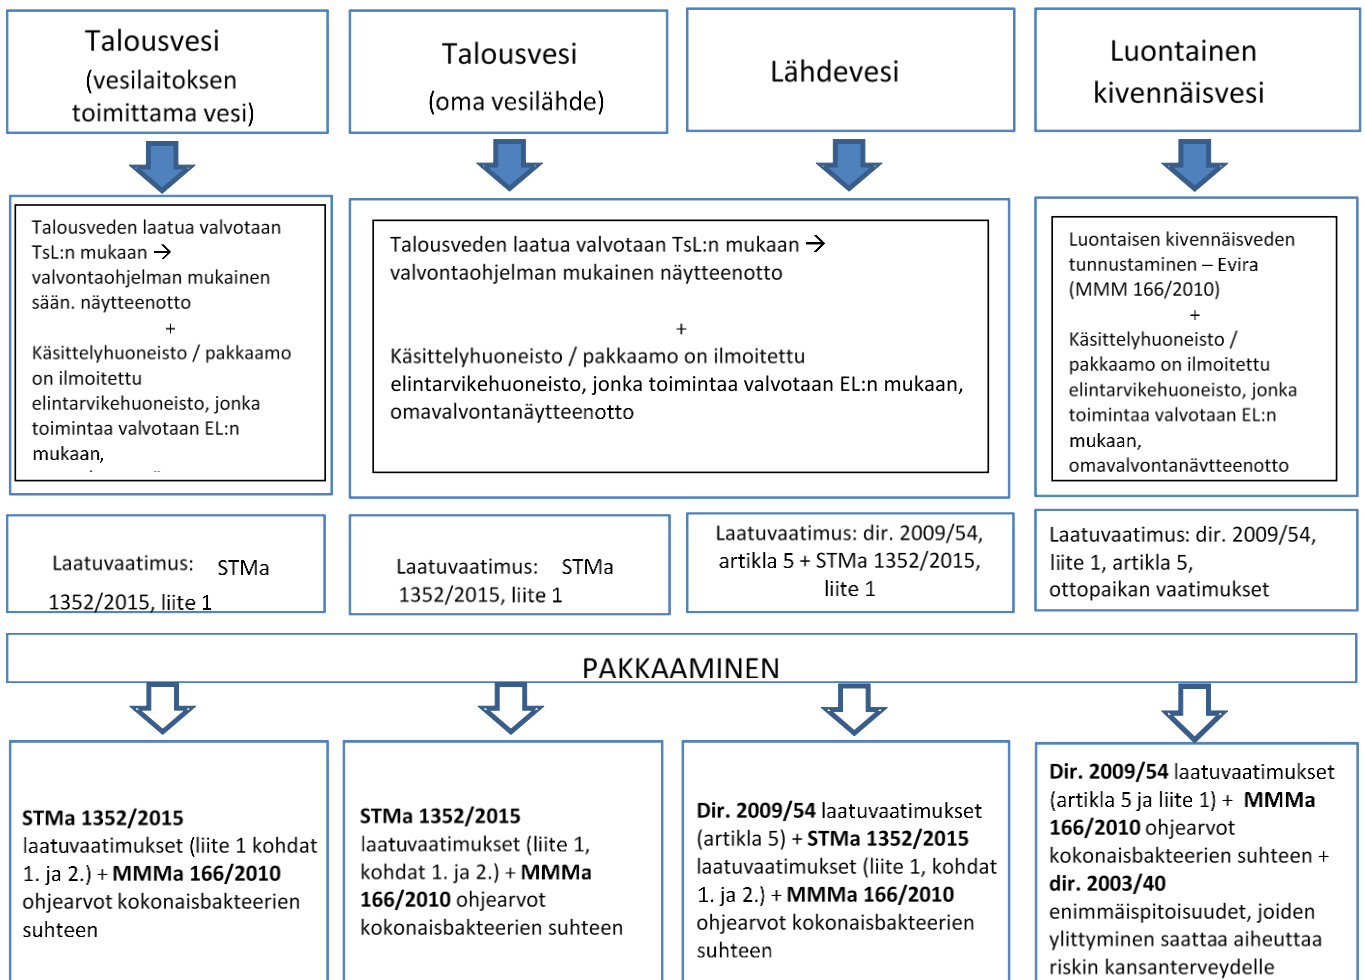 Talousvesi
(vesilaitoksen
toimittama vesi)
Talousvesi
(oma vesilähde)
Lähdevesi
Luontainen
kivennäisvesi
Talousveden laatua valvotaan
TsL:n mukaan →
valvontaohjelman mukainen
sään. näytteenotto
+
Käsittelyhuoneisto / pakkaamo
on ilmoitettu
elintarvikehuoneisto, jonka
toimintaa valvotaan EL:n
mukaan,
Talousveden laatua valvotaan TsL:n mukaan →
valvontaohjelman mukainen näytteenotto
+
Käsittelyhuoneisto / pakkaamo on ilmoitettu
elintarvikehuoneisto, jonka toimintaa valvotaan EL:n mukaan,
omavalvontanäytteenotto
Luontaisen kivennäisveden
tunnustaminen – Evira
(MMM 166/2010)
+
Käsittelyhuoneisto /
pakkaamo on ilmoitettu
elintarvikehuoneisto, jonka
toimintaa valvotaan EL:n
mukaan,
omavalvontanäytteenotto
Laatuvaatimus: STMa
1352/2015, liite 1
Laatuvaatimus: STMa
1352/2015, liite 1
Laatuvaatimus: dir. 2009/54,
artikla 5 + STMa 1352/2015,
liite 1
Laatuvaatimus: dir. 2009/54,
liite 1, artikla 5,
ottopaikan vaatimukset
PAKKAAMINEN
STMa 1352/2015
laatuvaatimukset (liite 1 kohdat
1. ja 2.) + MMMa 166/2010
ohjearvot kokonaisbakteerien
suhteen
STMa 1352/2015
laatuvaatimukset (liite 1,
kohdat 1. ja 2.) + MMMa
166/2010 ohjearvot
kokonaisbakteerien suhteen
Dir. 2009/54 laatuvaatimukset
(artikla 5) + STMa 1352/2015
laatuvaatimukset (liite 1, kohdat
1. ja 2.) + MMMa 166/2010
ohjearvot kokonaisbakteerien
suhteen
Dir. 2009/54 laatuvaatimukset
(artikla 5 ja liite 1) + MMMa
166/2010 ohjearvot
kokonaisbakteerien suhteen +
dir. 2003/40
enimmäispitoisuudet, joiden
ylittyminen saattaa aiheuttaa
riskin kansanterveydelle